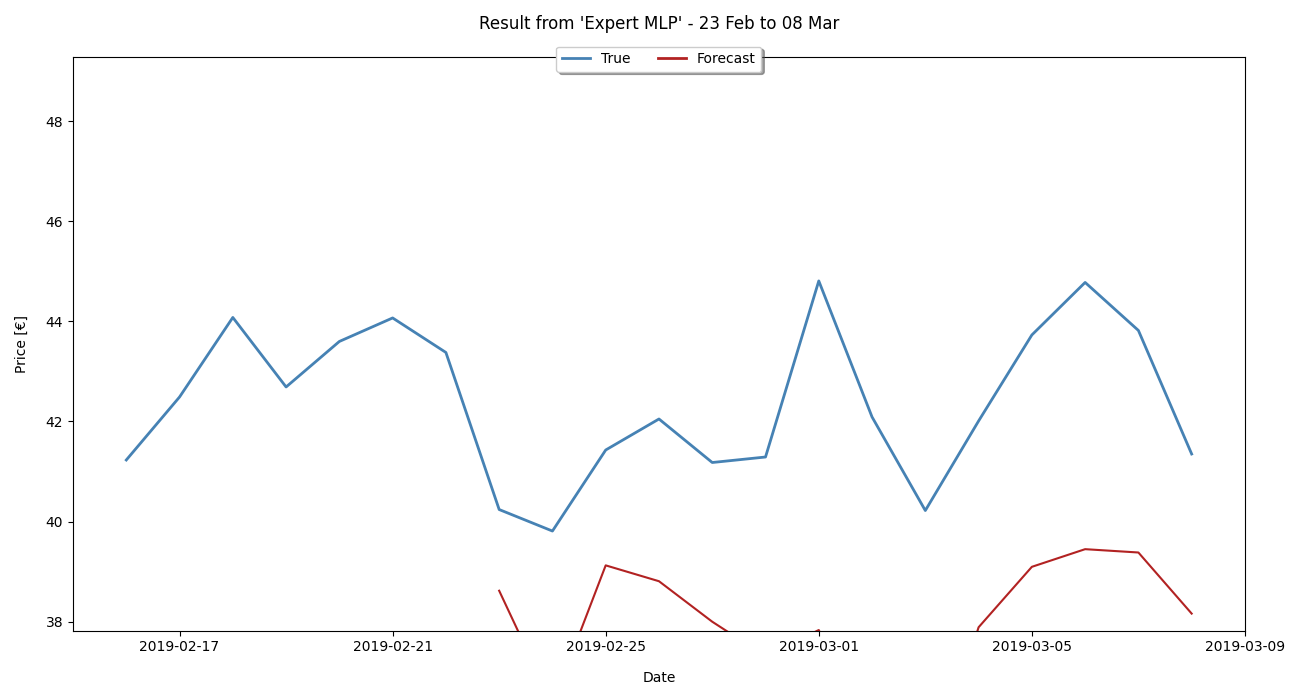 Result from 'Expert MLP' - 23 Feb to 08 Mar
True Forecast
48
46
44
42
40
38
Price [€]
2019-02-17 2019-02-21 2019-02-25 2019-03-01 2019-03-05 2019-03-09
Date